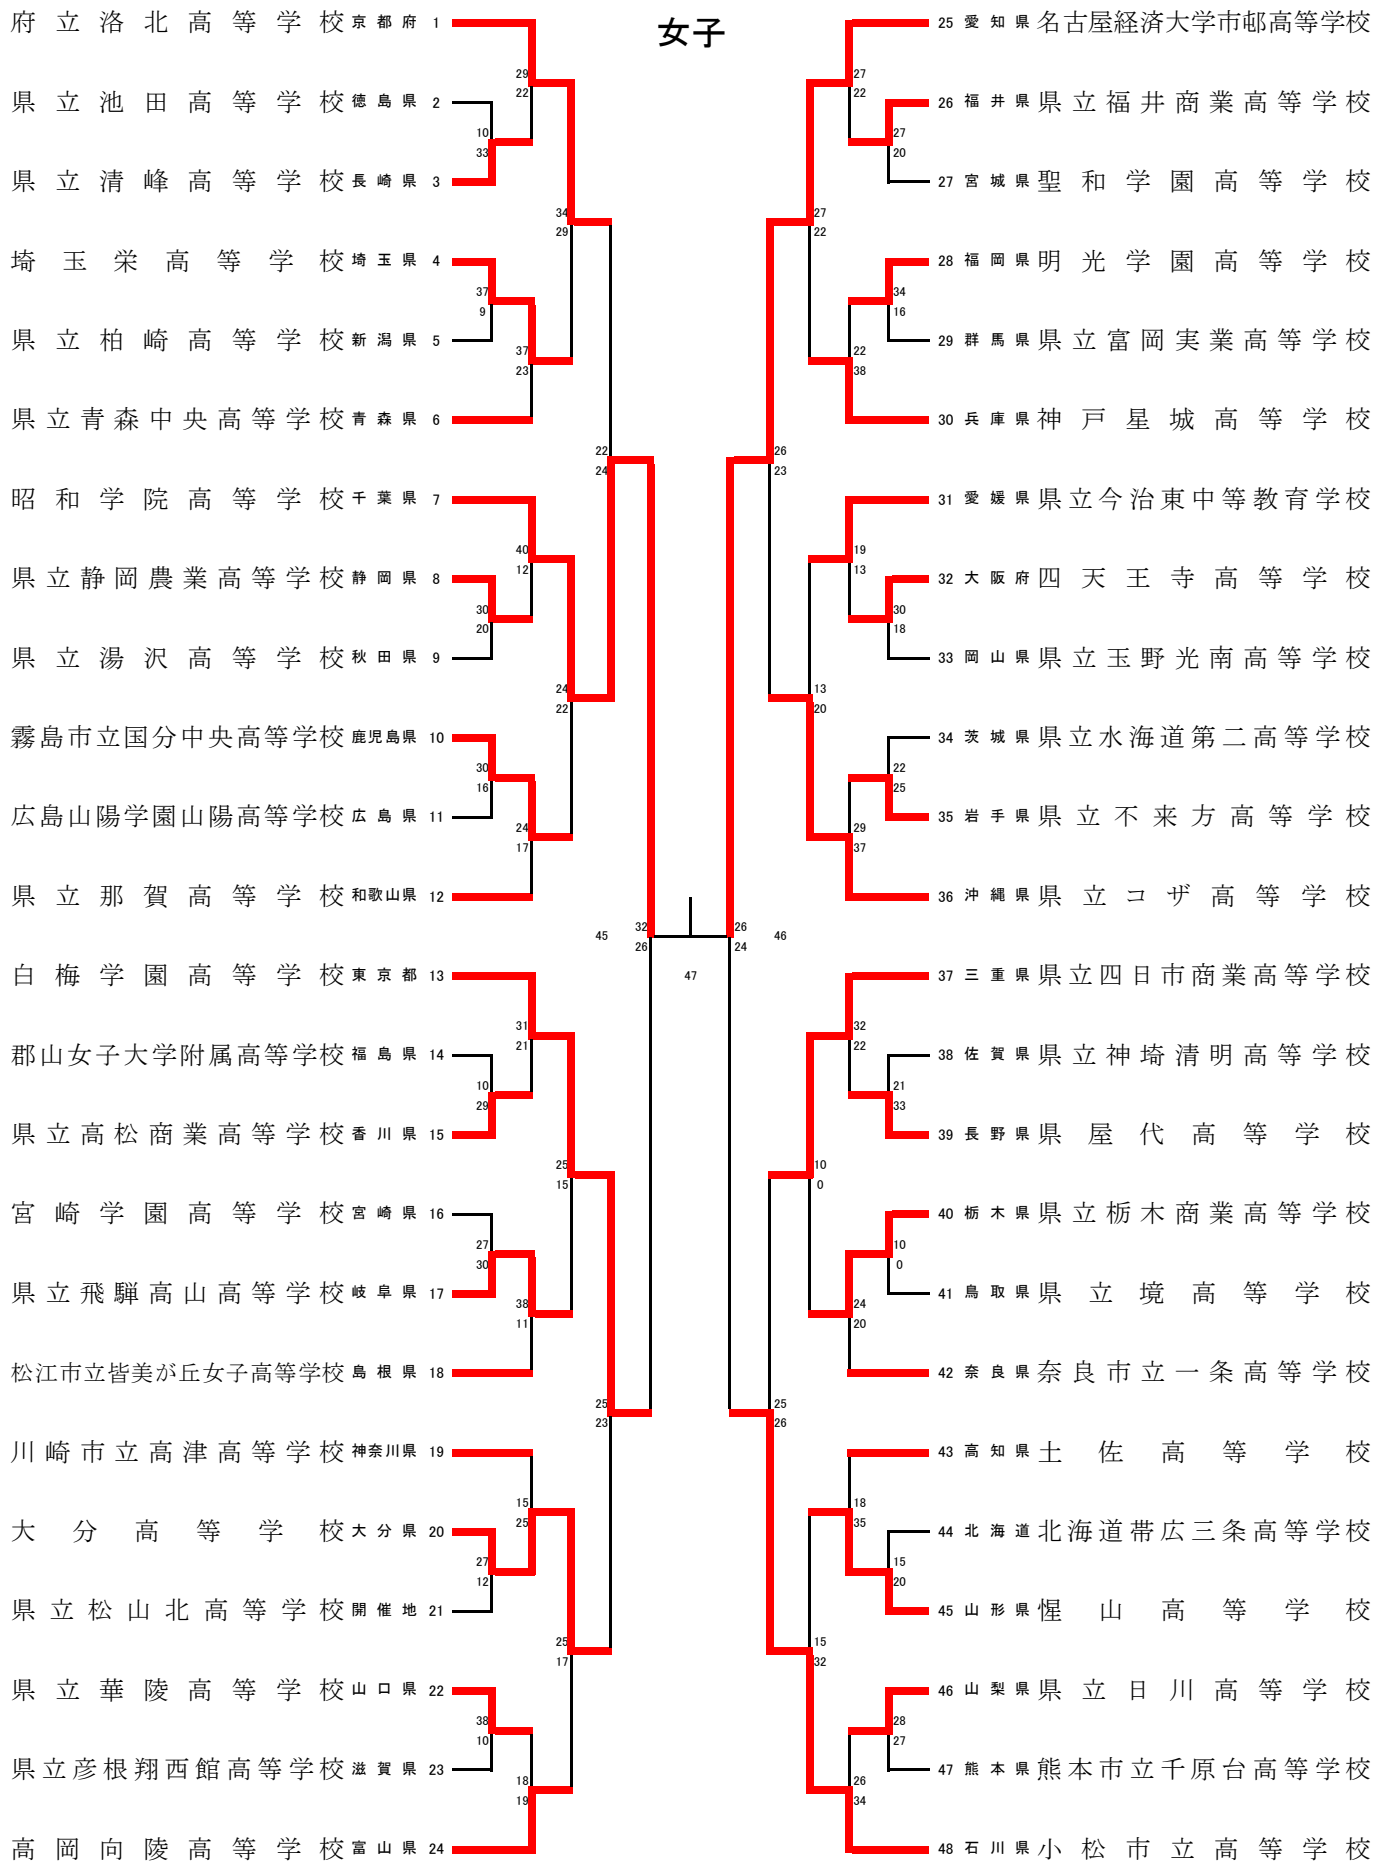 女子
府立洛北高等学校 京都府 1
29
22
県立池田高等学校 徳島県 2
10
33
県立清峰高等学校 長崎県 3
34
29
埼玉栄高等学校 埼玉県 4
37
9
県立柏崎高等学校 新潟県 5
37
23
県立青森中央高等学校 青森県 6
22
24
昭和学院高等学校 千葉県 7
40
12
県立静岡農業高等学校 静岡県 8
30
20
県立湯沢高等学校 秋田県 9
24
22
霧島市立国分中央高等学校 鹿児島県 10
30
16
広島山陽学園山陽高等学校 広島県 11
24
17
県立那賀高等学校 和歌山県 12
45
32
26
白梅学園高等学校 東京都 13
31
21
郡山女子大学附属高等学校 福島県 14
10
29
県立高松商業高等学校 香川県 15
25
15
宮崎学園高等学校 宮崎県 16
27
30
県立飛騨高山高等学校 岐阜県 17
38
11
松江市立皆美が丘女子高等学校 島根県 18
25
23
川崎市立高津高等学校 神奈川県 19
15
25
大分高等学校 大分県 20
27
12
県立松山北高等学校 開催地 21
25
17
県立華陵高等学校 山口県 22
38
10
県立彦根翔西館高等学校 滋賀県 23
18
19
高岡向陵高等学校 富山県 24
47
25 愛知県 名古屋経済大学市邨高等学校
27
22
26 福井県 県立福井商業高等学校
27
20
27 宮城県 聖和学園高等学校
27
22
28 福岡県 明光学園高等学校
34
16
29 群馬県 県立富岡実業高等学校
22
38
30 兵庫県 神戸星城高等学校
26
23
31 愛媛県 県立今治東中等教育学校
19
13
32 大阪府 四天王寺高等学校
30
18
33 岡山県 県立玉野光南高等学校
13
20
34 茨城県 県立水海道第二高等学校
22
25
35 岩手県 県立不来方高等学校
29
37
36 沖縄県 県立コザ高等学校
26
24
46
37 三重県 県立四日市商業高等学校
32
22
38 佐賀県 県立神埼清明高等学校
21
33
39 長野県 県屋代高等学校
10
0
40 栃木県 県立栃木商業高等学校
10
0
41 鳥取県 県立境高等学校
24
20
42 奈良県 奈良市立一条高等学校
25
26
43 高知県 土佐高等学校
18
35
44 北海道 北海道帯広三条高等学校
15
20
45 山形県 惺山高等学校
15
32
46 山梨県 県立日川高等学校
28
27
47 熊本県 熊本市立千原台高等学校
26
34
48 石川県 小松市立高等学校